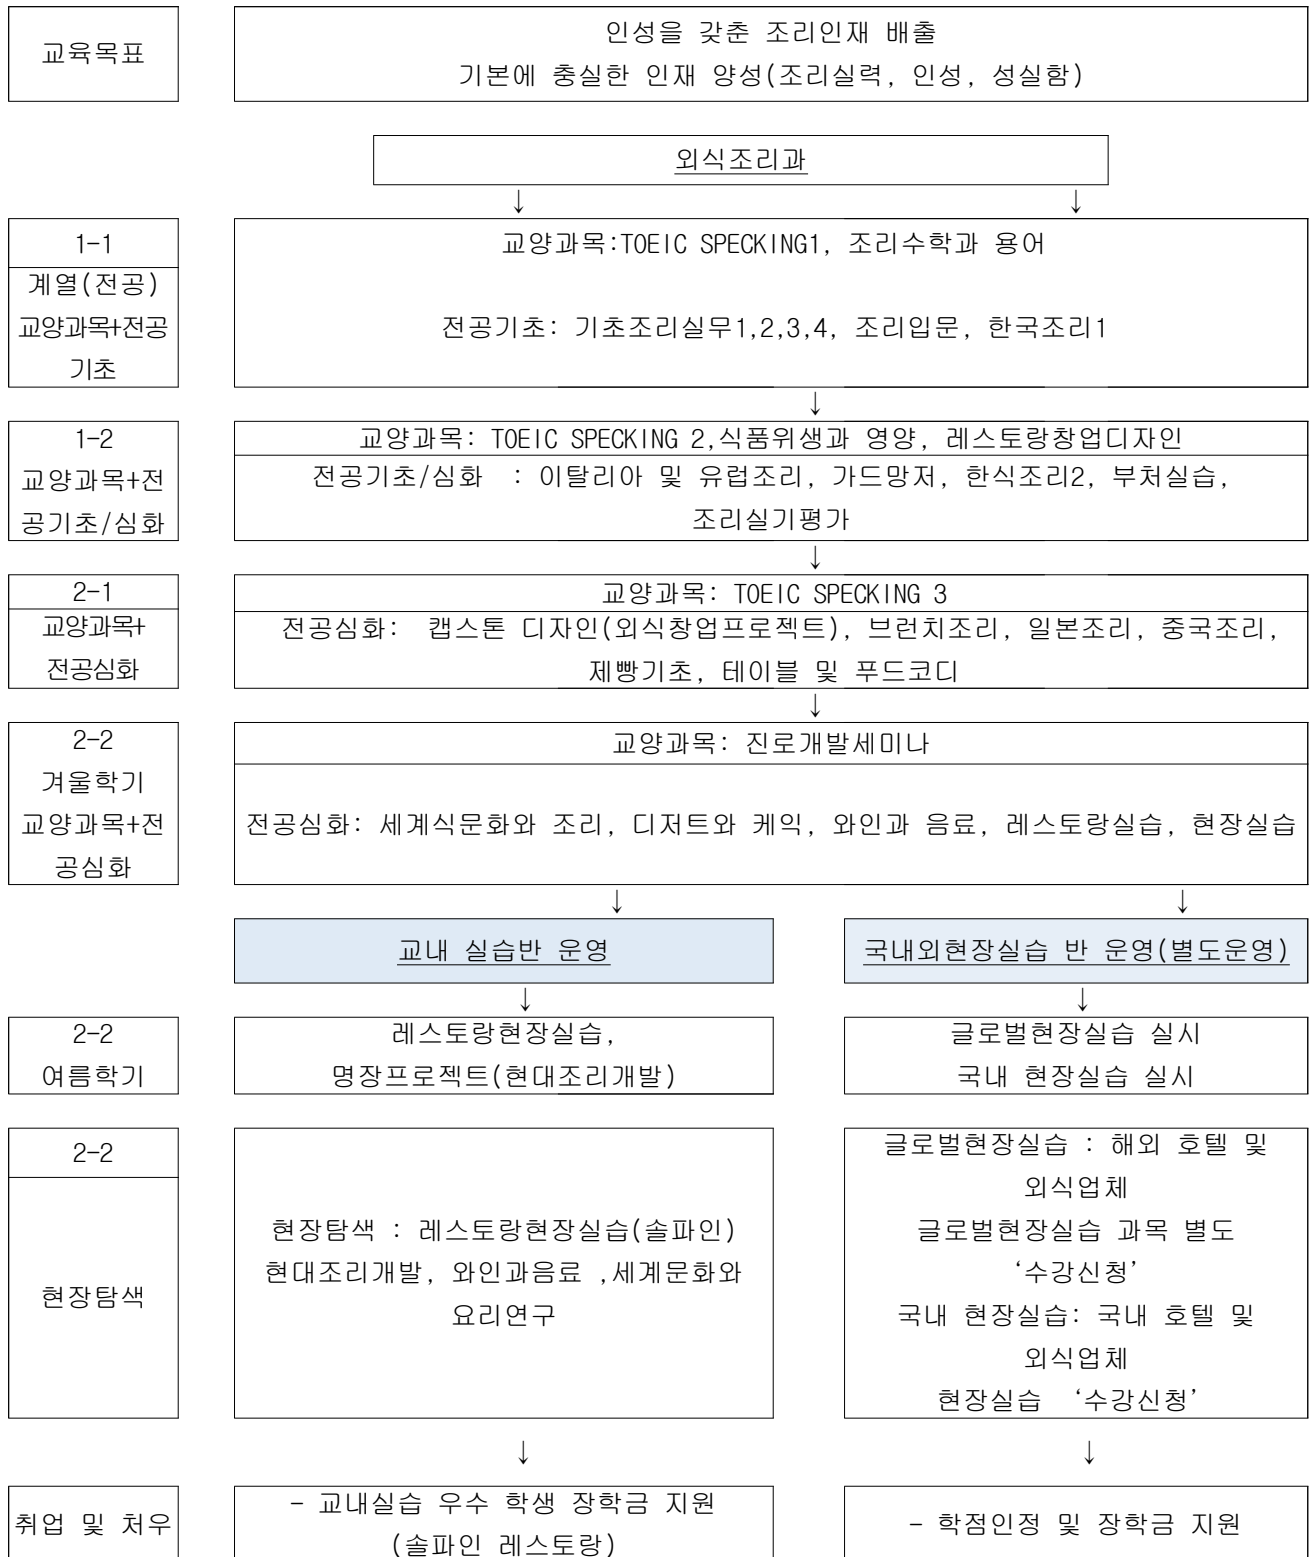 교육목표
인성을 갖춘 조리인재 배출
기본에 충실한 인재 양성(조리실력, 인성, 성실함)
외식조리과
↓ ↓
1-1
계열(전공)
교양과목+전공
기초
교양과목:TOEIC SPECKING1, 조리수학과 용어
전공기초: 기초조리실무1,2,3,4, 조리입문, 한국조리1
↓
1-2
교양과목+전
공기초/심화
교양과목: TOEIC SPECKING 2,식품위생과 영양, 레스토랑창업디자인
전공기초/심화 : 이탈리아 및 유럽조리, 가드망저, 한식조리2, 부처실습,
조리실기평가
↓
2-1
교양과목+
전공심화
교양과목: TOEIC SPECKING 3
전공심화: 캡스톤 디자인(외식창업프로젝트), 브런치조리, 일본조리, 중국조리,
제빵기초, 테이블 및 푸드코디
↓
2-2
겨울학기
교양과목+전
공심화
교양과목: 진로개발세미나
전공심화: 세계식문화와 조리, 디저트와 케익, 와인과 음료, 레스토랑실습, 현장실습
↓ ↓
교내 실습반 운영
국내외현장실습 반 운영(별도운영)
↓ ↓
2-2
여름학기
레스토랑현장실습,
명장프로젝트(현대조리개발)
글로벌현장실습 실시
국내 현장실습 실시
2-2
현장탐색
현장탐색 : 레스토랑현장실습(솔파인)
현대조리개발, 와인과음료 ,세계문화와
요리연구
글로벌현장실습 : 해외 호텔 및
외식업체
글로벌현장실습 과목 별도
‘수강신청’
국내 현장실습: 국내 호텔 및
외식업체
현장실습 ‘수강신청’
↓ ↓
취업 및 처우
- 교내실습 우수 학생 장학금 지원
(솔파인 레스토랑)
- 학점인정 및 장학금 지원